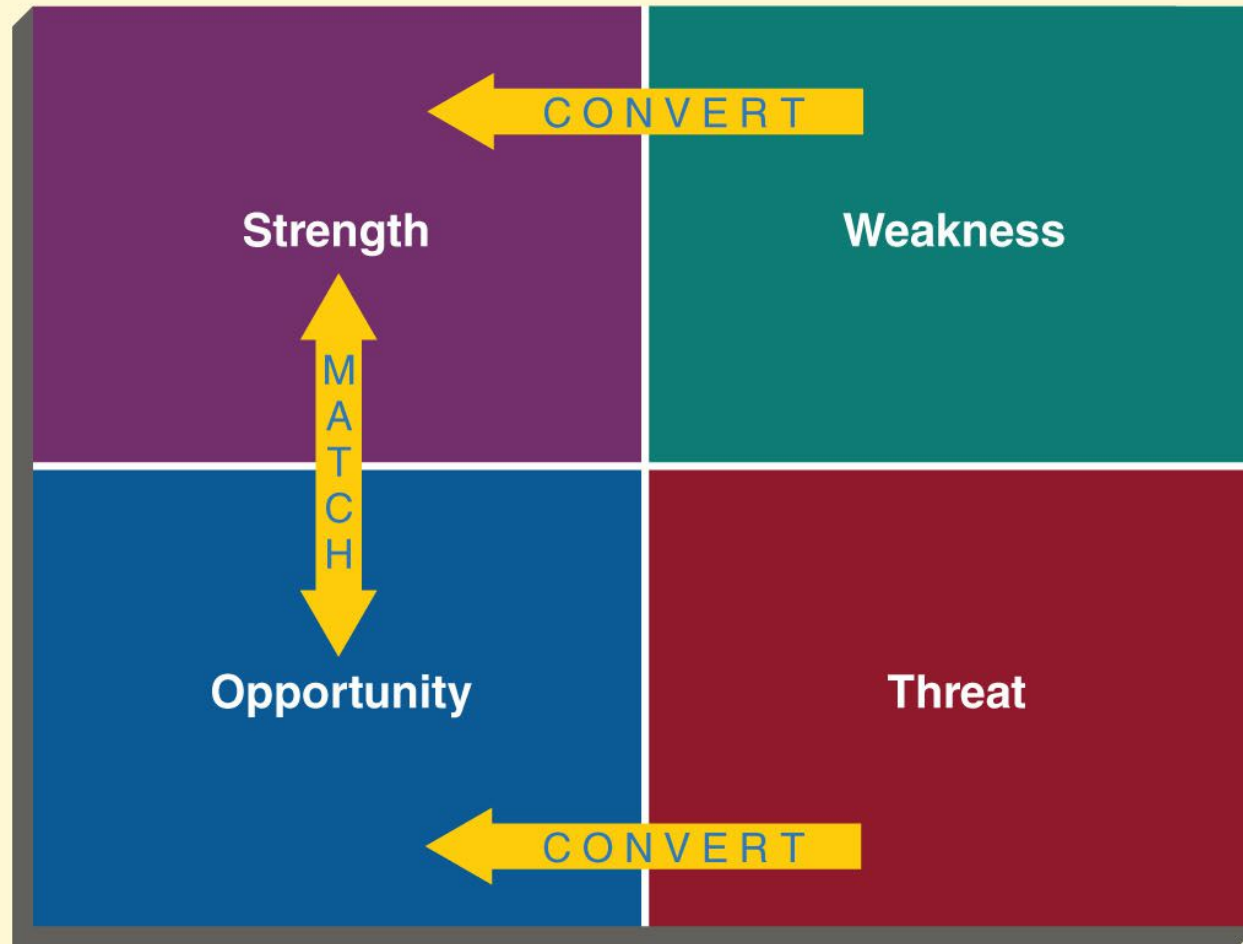 CONVERT
Strength
Weakness
MATCH
Opportunity
Threat
CONVERT